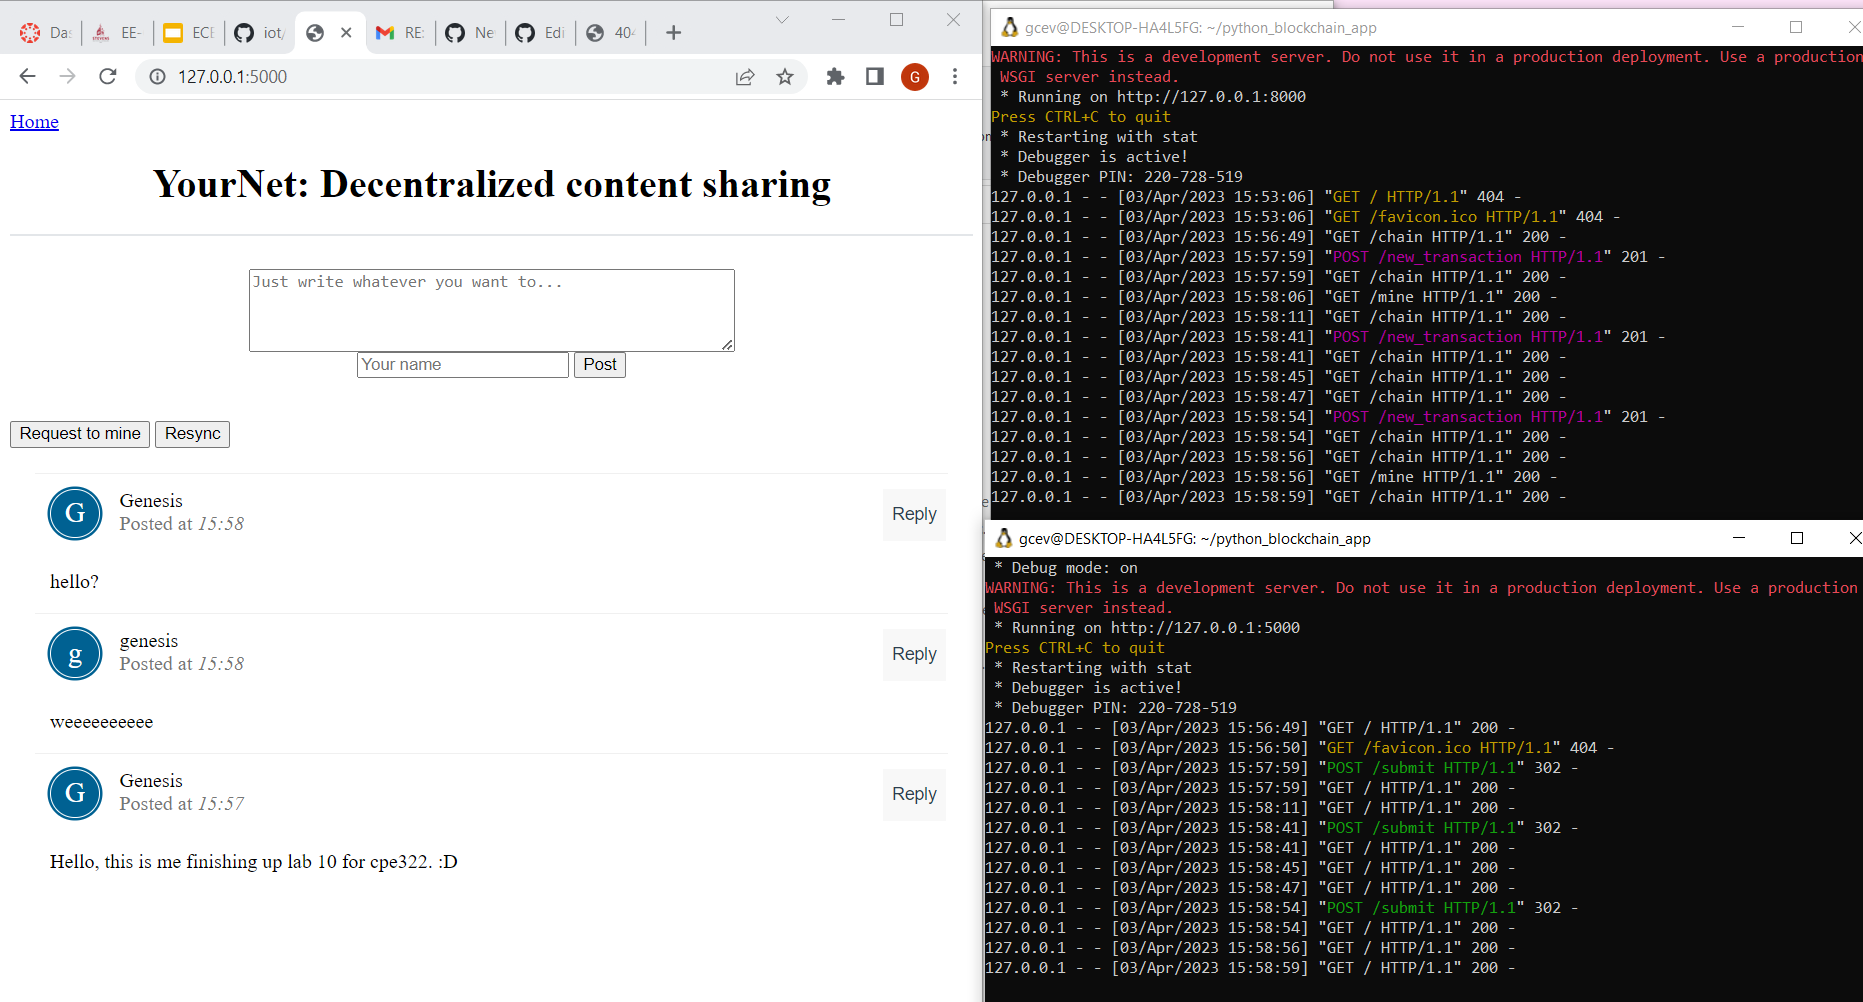 Da
EE-
ECE
iot/
RE:
Ne
Edi
404
127.0.0.1:5000
G
Home
YourNet: Decentralized content sharing
Just write whatever you want to...
Your name
Post
Request to mine
Resync
G
Genesis
Posted at 15:58
Reply
hello?
g
genesis
Posted at 15:58
Reply
weeeeeeeeee
G
Genesis
Posted at 15:57
Reply
Hello, this is me finishing up lab 10 for cpe322. :D
gcev@DESKTOP-HA4L5FG: ~/python_blockchain_app
WARNING: This is a development server. Do not use it in a production deployment. Use a production
WSGI server instead.
* Running on http://127.0.0.1:8000
Press CTRL+C to quit
* Restarting with stat
* Debugger is active!
* Debugger PIN: 220-728-519
127.0.0.1 - - [03/Apr/2023 15:53:06] "GET / HTTP/1.1" 404 -
127.0.0.1 - - [03/Apr/2023 15:53:06] "GET /favicon.ico HTTP/1.1" 404 -
127.0.0.1 - - [03/Apr/2023 15:56:49] "GET /chain HTTP/1.1" 200 -
127.0.0.1 - - [03/Apr/2023 15:57:59] "POST /new_transaction HTTP/1.1" 201 -
127.0.0.1 - - [03/Apr/2023 15:57:59] "GET /chain HTTP/1.1" 200 -
127.0.0.1 - - [03/Apr/2023 15:58:06] "GET /mine HTTP/1.1" 200 -
127.0.0.1 - - [03/Apr/2023 15:58:11] "GET /chain HTTP/1.1" 200 -
127.0.0.1 - - [03/Apr/2023 15:58:41] "POST /new_transaction HTTP/1.1" 201 -
127.0.0.1 - - [03/Apr/2023 15:58:41] "GET /chain HTTP/1.1" 200 -
127.0.0.1 - - [03/Apr/2023 15:58:45] "GET /chain HTTP/1.1" 200 -
127.0.0.1 - - [03/Apr/2023 15:58:47] "GET /chain HTTP/1.1" 200 -
127.0.0.1 - - [03/Apr/2023 15:58:54] "POST /new_transaction HTTP/1.1" 201 -
127.0.0.1 - - [03/Apr/2023 15:58:54] "GET /chain HTTP/1.1" 200 -
127.0.0.1 - - [03/Apr/2023 15:58:56] "GET /chain HTTP/1.1" 200 -
127.0.0.1 - - [03/Apr/2023 15:58:56] "GET /mine HTTP/1.1" 200 -
127.0.0.1 - - [03/Apr/2023 15:58:59] "GET /chain HTTP/1.1" 200 -
gcev@DESKTOP-HA4L5FG: ~/python_blockchain_app
* Debug mode: on
WARNING: This is a development server. Do not use it in a production deployment. Use a production
WSGI server instead.
* Running on http://127.0.0.1:5000
Press CTRL+C to quit
* Restarting with stat
* Debugger is active!
* Debugger PIN: 220-728-519
127.0.0.1 - - [03/Apr/2023 15:56:49] "GET / HTTP/1.1" 200 -
127.0.0.1 - - [03/Apr/2023 15:56:50] "GET /favicon.ico HTTP/1.1" 404 -
127.0.0.1 - - [03/Apr/2023 15:57:59] "POST /submit HTTP/1.1" 302 -
127.0.0.1 - - [03/Apr/2023 15:57:59] "GET / HTTP/1.1" 200 -
127.0.0.1 - - [03/Apr/2023 15:58:11] "GET / HTTP/1.1" 200 -
127.0.0.1 - - [03/Apr/2023 15:58:41] "POST /submit HTTP/1.1" 302 -
127.0.0.1 - - [03/Apr/2023 15:58:41] "GET / HTTP/1.1" 200 -
127.0.0.1 - - [03/Apr/2023 15:58:45] "GET / HTTP/1.1" 200 -
127.0.0.1 - - [03/Apr/2023 15:58:47] "GET / HTTP/1.1" 200 -
127.0.0.1 - - [03/Apr/2023 15:58:54] "POST /submit HTTP/1.1" 302 -
127.0.0.1 - - [03/Apr/2023 15:58:54] "GET / HTTP/1.1" 200 -
127.0.0.1 - - [03/Apr/2023 15:58:56] "GET / HTTP/1.1" 200 -
127.0.0.1 - - [03/Apr/2023 15:58:59] "GET / HTTP/1.1" 200 -